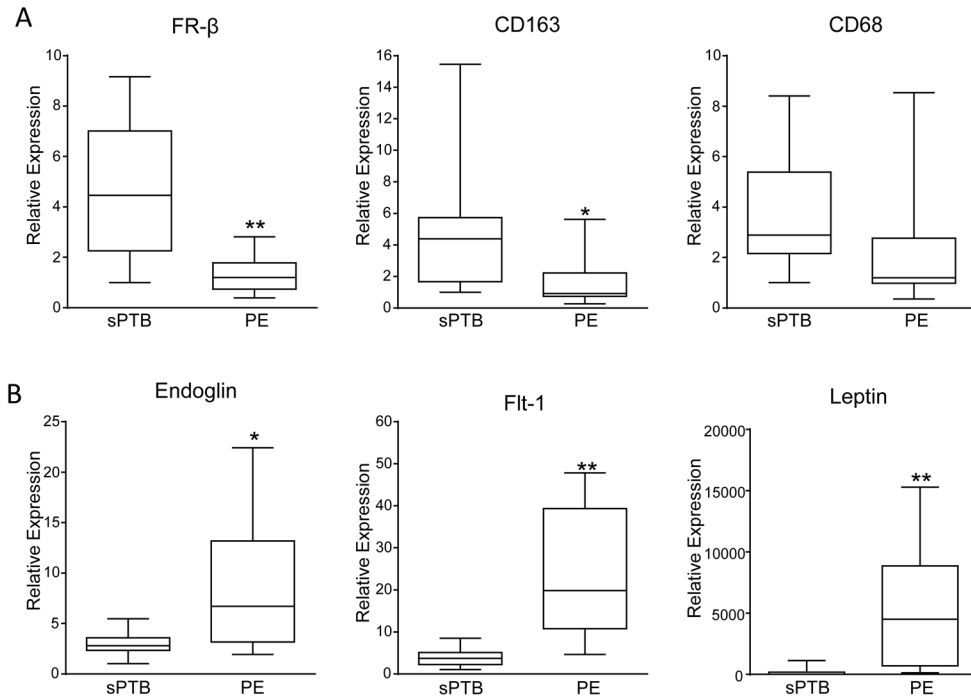 A
FR-β
CD163
CD68
Relative Expression
10
8
6
4
2
0
**
sPTB
PE
Relative Expression
16
14
12
10
8
6
4
2
0
*
sPTB
PE
Relative Expression
10
8
6
4
2
0
sPTB
PE
B
Endoglin
Flt-1
Leptin
Relative Expression
25
20
15
10
5
0
*
sPTB
PE
Relative Expression
60
50
40
30
20
10
0
**
sPTB
PE
Relative Expression
20000
15000
10000
5000
0
**
sPTB
PE